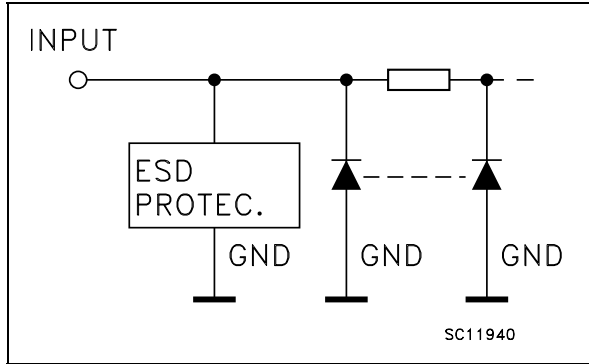 INPUT
ESD
PROTEC.
GND
GND
GND
SC11940